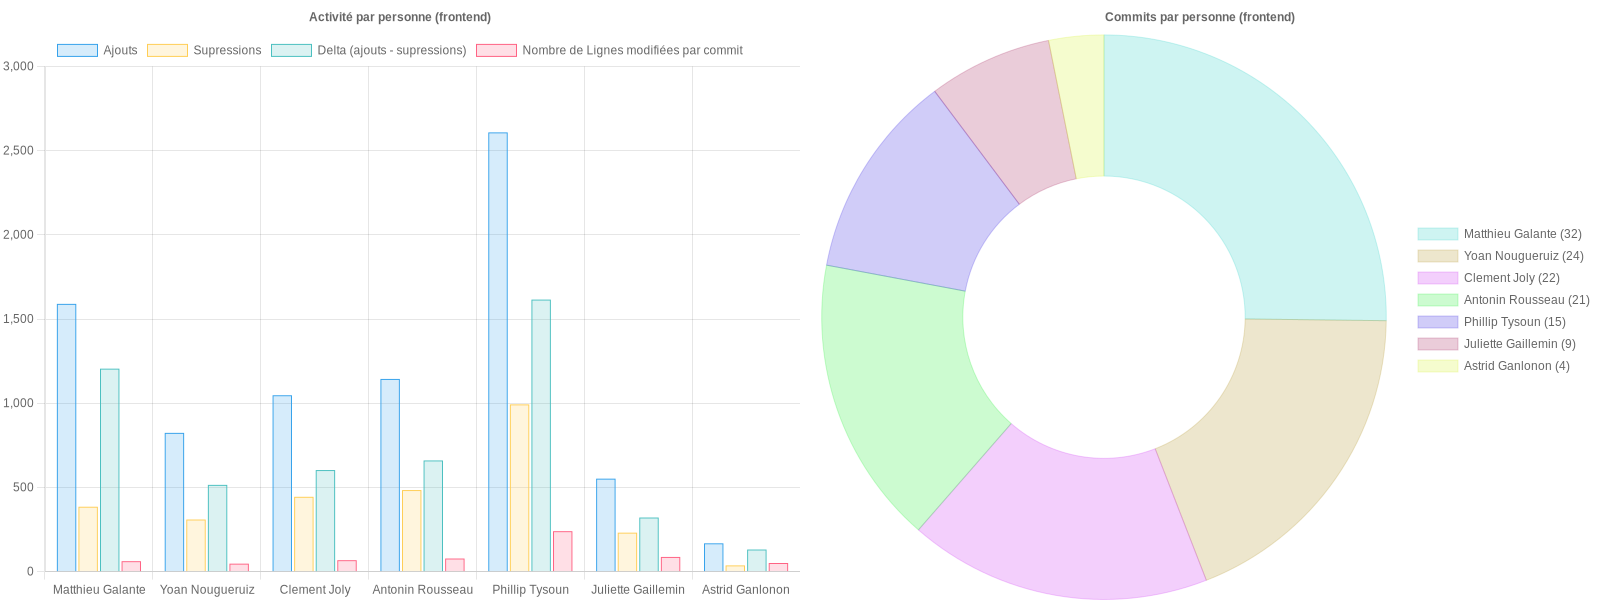 Activité par personne (frontend)
Ajouts
Supressions
Delta (ajouts - supressions)
Nombre de Lignes modifiées par commit
3,000
2,500
2,000
1,500
1,000
500
0
Matthieu Galante
Yoan Nougueruiz
Clement Joly
Antonin Rousseau
Phillip Tysoun
Juliette Gaillemin
Astrid Ganlonon
Commits par personne (frontend)
Matthieu Galante (32)
Yoan Nougueruiz (24)
Clement Joly (22)
Antonin Rousseau (21)
Phillip Tysoun (15)
Juliette Gaillemin (9)
Astrid Ganlonon (4)